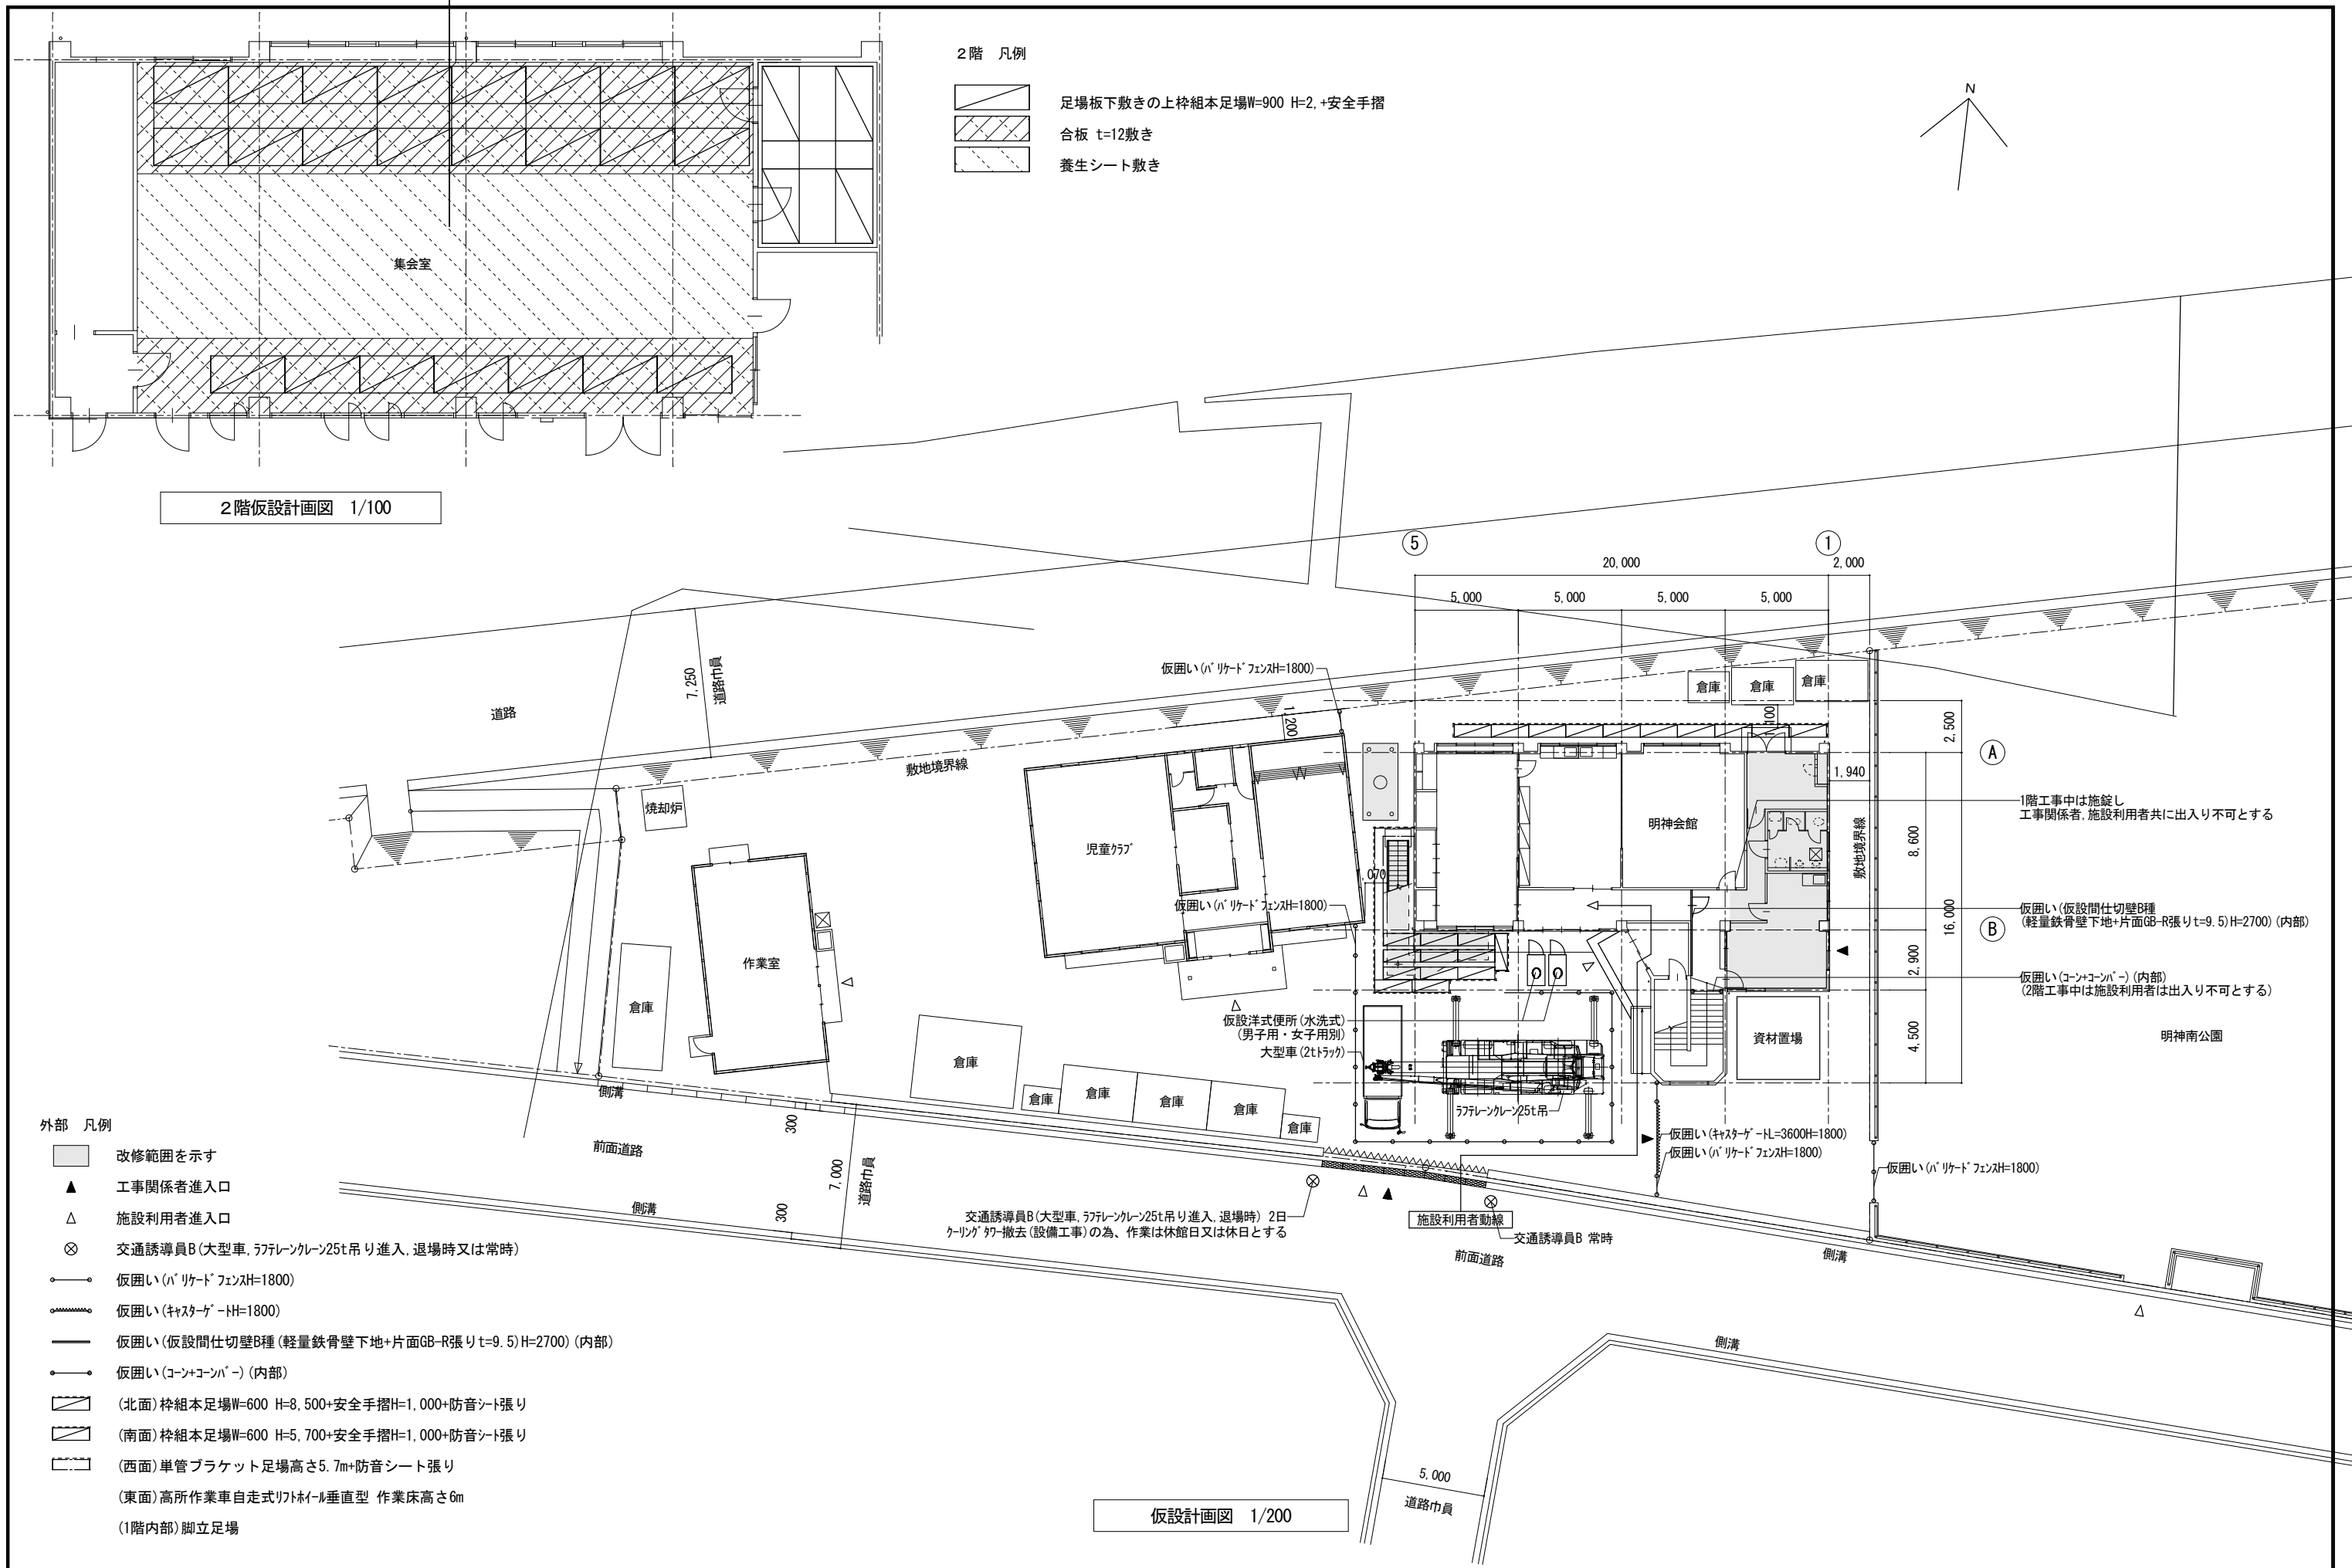 2階 凡例
足場板下敷きの上枠組本足場W=900 H=2,+安全手摺
合板 t=12敷き
養生シート敷き
N
集会室
2階仮設計画図 1/100
5
1
20,000
2,000
5,000
5,000
5,000
5,000
7,250
道路巾員
道路
仮囲い(バリケードフェンスH=1800)
倉庫
倉庫
倉庫
1,200
敷地境界線
2,500
A
1,940
焼却炉
児童クラブ
明神会館
1階工事中は施錠し
工事関係者,施設利用者共に出入り不可とする
敷地境界線
8,600
16,000
仮囲い(バリケードフェンスH=1800)
仮囲い(仮設間仕切壁B種
(軽量鉄骨壁下地+片面GB-R張りt=9.5)H=2700)(内部)
B
作業室
2,900
仮囲い(コーン+コーンバー)(内部)
(2階工事中は施設利用者は出入り不可とする)
倉庫
仮設洋式便所(水洗式)
(男子用・女子用別)
大型車(2tトラック)
資材置場
4,500
明神南公園
倉庫
倉庫
倉庫
倉庫
倉庫
倉庫
ラフテレーンクレーン25t吊
側溝
300
前面道路
7,000
道路巾員
側溝
300
仮囲い(キャスターゲートL=3600H=1800)
仮囲い(バリケードフェンスH=1800)
仮囲い(バリケードフェンスH=1800)
交通誘導員B(大型車,ラフテレーンクレーン25t吊り進入,退場時) 2日
クーリングタワー撤去(設備工事)の為、作業は休館日又は休日とする
施設利用者動線
交通誘導員B 常時
前面道路
側溝
側溝
5,000
道路巾員
外部 凡例
改修範囲を示す
工事関係者進入口
施設利用者進入口
交通誘導員B(大型車,ラフテレーンクレーン25t吊り進入,退場時又は常時)
仮囲い(バリケードフェンスH=1800)
仮囲い(キャスターゲートH=1800)
仮囲い(仮設間仕切壁B種(軽量鉄骨壁下地+片面GB-R張りt=9.5)H=2700)(内部)
仮囲い(コーン+コーンバー)(内部)
(北面)枠組本足場W=600 H=8,500+安全手摺H=1,000+防音シート張り
(南面)枠組本足場W=600 H=5,700+安全手摺H=1,000+防音シート張り
(西面)単管ブラケット足場高さ5.7m+防音シート張り
(東面)高所作業車自走式リフトホイール垂直型 作業床高さ6m
(1階内部)脚立足場
仮設計画図 1/200